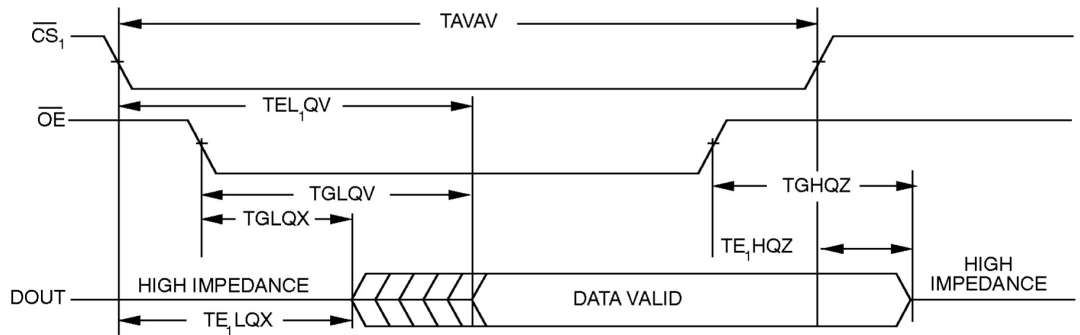 TAVAV
CS1
TEL1QV
OE
TGLQV
TGHQZ
TGLQX
TE1HQZ
HIGH IMPEDANCE
HIGH
IMPEDANCE
DOUT
DATA VALID
TE1LQX